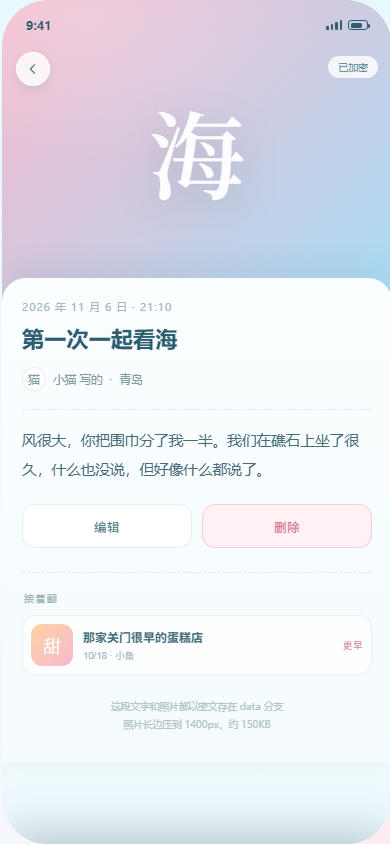 9:41
已加密
海
2026 年 11 月 6 日 · 21:10
第一次一起看海
猫 小猫 写的 · 青岛
风很大，你把围巾分了我一半。我们在礁石上坐了很
久，什么也没说，但好像什么都说了。
编辑 删除
接着翻
甜
那家关门很早的蛋糕店
10/18 · 小鱼
更早
这段文字和照片都以密文存在 data 分支
照片长边压到 1400px，约 150KB